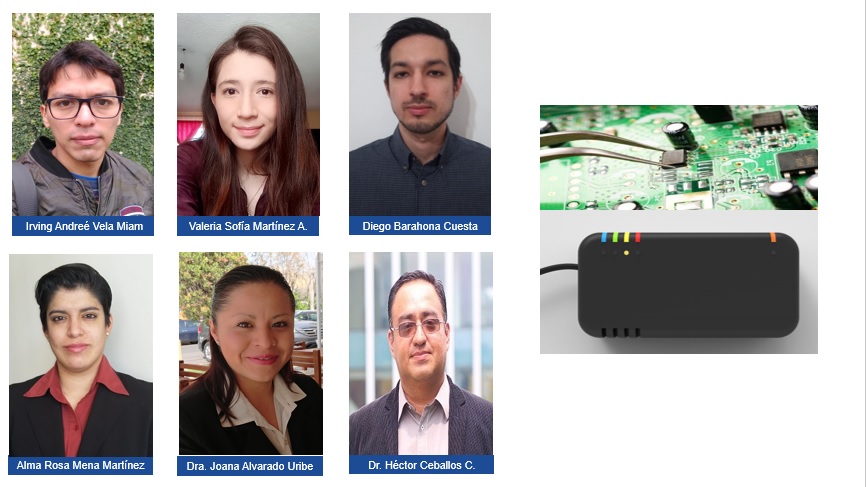 Irving Andreé Vela Miam
Valeria Sofía Martínez A.
Diego Barahona Cuesta
Alma Rosa Mena Martínez
Dra. Joana Alvarado Uribe
Dr. Héctor Ceballos C.